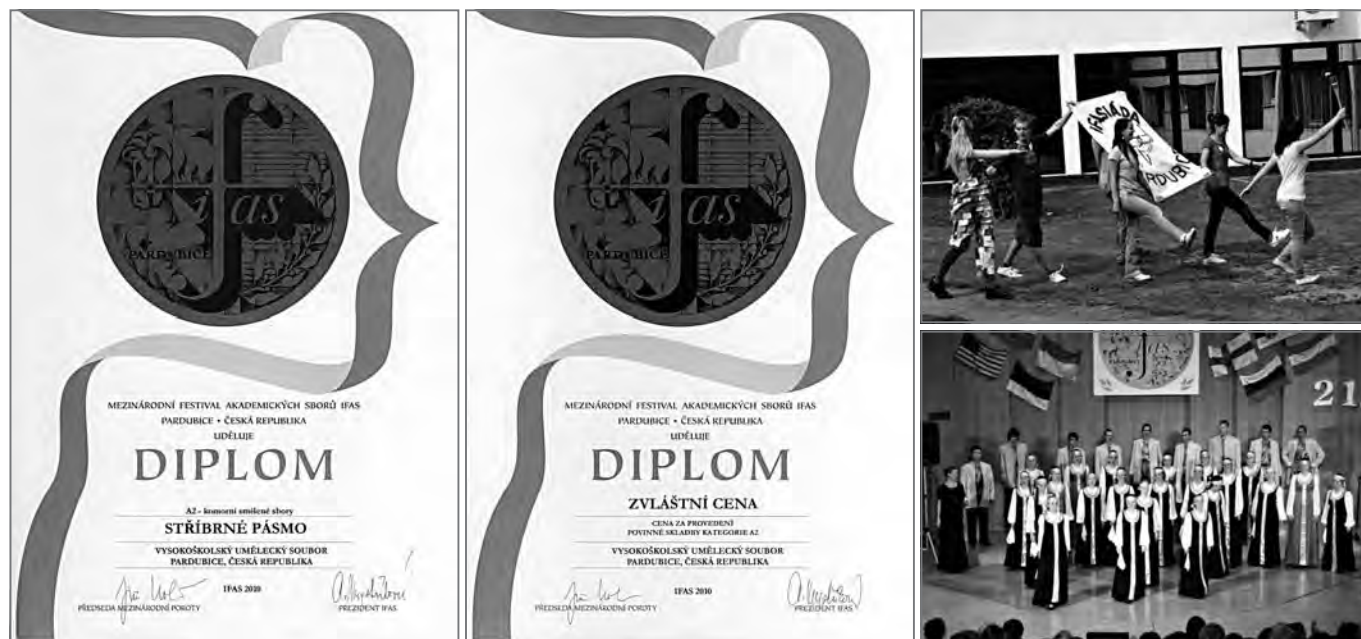 ifas
PARDUBICE
MEZINÁRODNÍ FESTIVAL AKADEMICKÝCH SBORŮ IFAS
PARDUBICE • ČESKÁ REPUBLIKA
UDĚLUJE
DIPLOM
A2 - komorní smíšené sbory
STŘÍBRNÉ PÁSMO
VYSOKOŠKOLSKÝ UMĚLECKÝ SOUBOR
PARDUBICE, ČESKÁ REPUBLIKA
IFAS 2010
PŘEDSEDA MEZINÁRODNÍ POROTY
PREZIDENT IFAS
ifas
PARDUBICE
MEZINÁRODNÍ FESTIVAL AKADEMICKÝCH SBORŮ IFAS
PARDUBICE • ČESKÁ REPUBLIKA
UDĚLUJE
DIPLOM
ZVLÁŠTNÍ CENA
CENA ZA PROVEDENÍ
POVINNÉ SKLADBY KATEGORIE A2
VYSOKOŠKOLSKÝ UMĚLECKÝ SOUBOR
PARDUBICE, ČESKÁ REPUBLIKA
IFAS 2010
PŘEDSEDA MEZINÁRODNÍ POROTY
PREZIDENT IFAS
IFASIÁDA
ifas
21